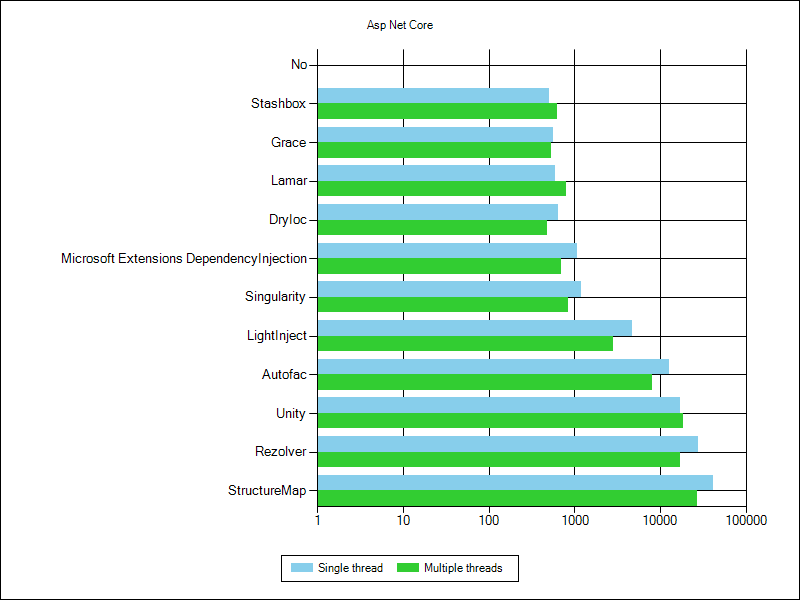 Asp Net Core
No
Stashbox
Grace
Lamar
DryIoc
Microsoft Extensions DependencyInjection
Singularity
LightInject
Autofac
Unity
Rezolver
StructureMap
1 10 100 1000 10000 100000
Single thread Multiple threads